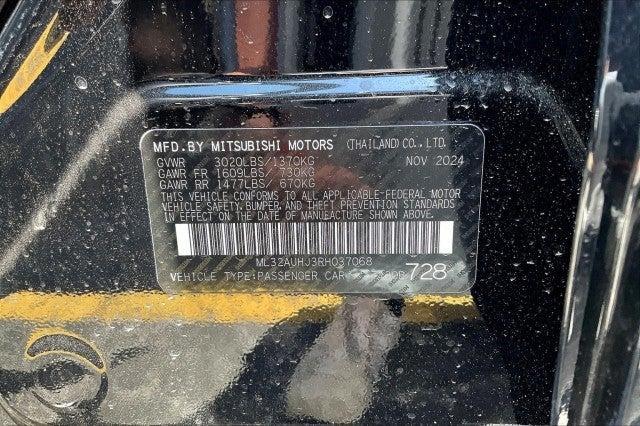 MFD.BY MITSUBISHI MOTORS (THAILAND) CO.,LTD.
GVWR 3020LBS/1370KG NOV 2024
GAWR FR 1609LBS/ 730KG
GAWR RR 1477LBS/ 670KG
THIS VEHICLE CONFORMS TO ALL APPLICABLE FEDERAL MOTOR
VEHICLE SAFETY, BUMPER, AND THEFT PREVENTION STANDARDS
IN EFFECT ON THE DATE OF MANUFACTURE SHOWN ABOVE.
ML32AUHJ3RH037068
VEHICLE TYPE:PASSENGER CAR 728